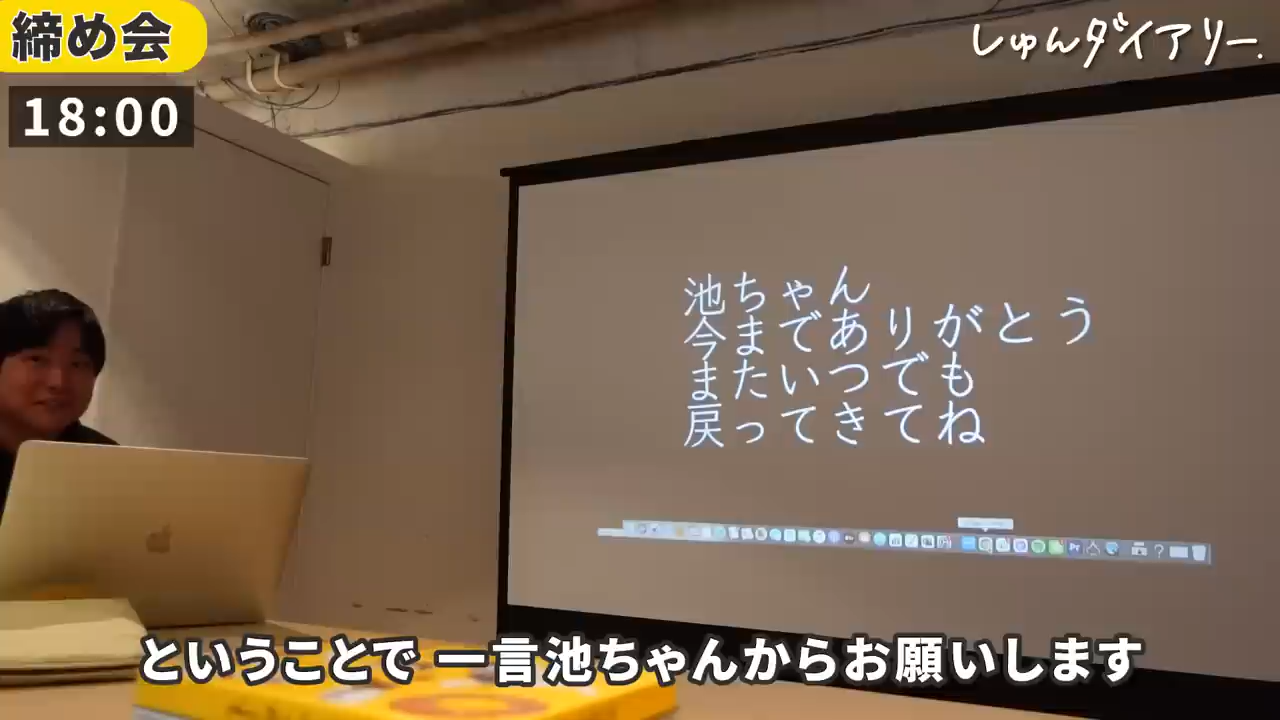 締め会
しゅんダイアリー.
18:00
池ちゃん
今までありがとう
またいつでも
戻ってきてね
Pr
?
ということで 一言池ちゃんからお願いします